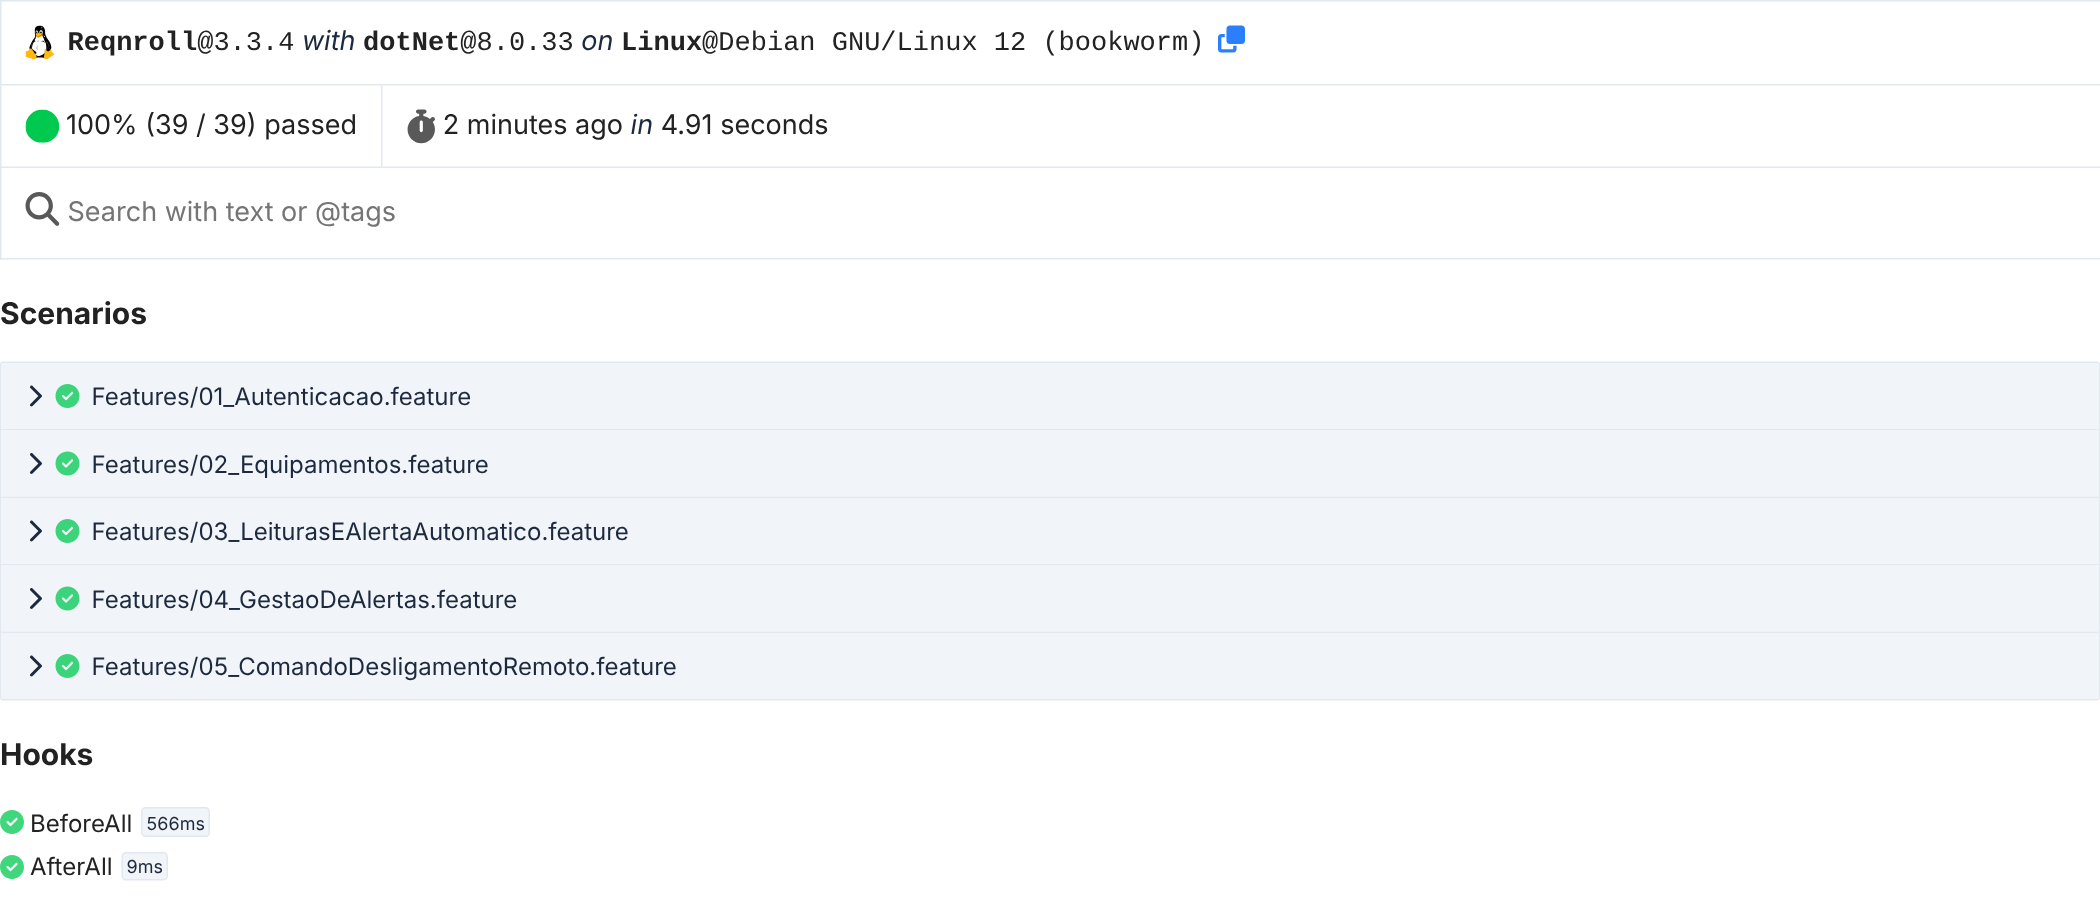 Reqnroll@3.3.4 with dotNet@8.0.33 on Linux@Debian GNU/Linux 12 (bookworm)
100% (39 / 39) passed
2 minutes ago in 4.91 seconds
Search with text or @tags
Scenarios
Features/01_Autenticacao.feature
Features/02_Equipamentos.feature
Features/03_LeiturasEAlertaAutomatico.feature
Features/04_GestaoDeAlertas.feature
Features/05_ComandoDesligamentoRemoto.feature
Hooks
BeforeAll 566ms
AfterAll 9ms